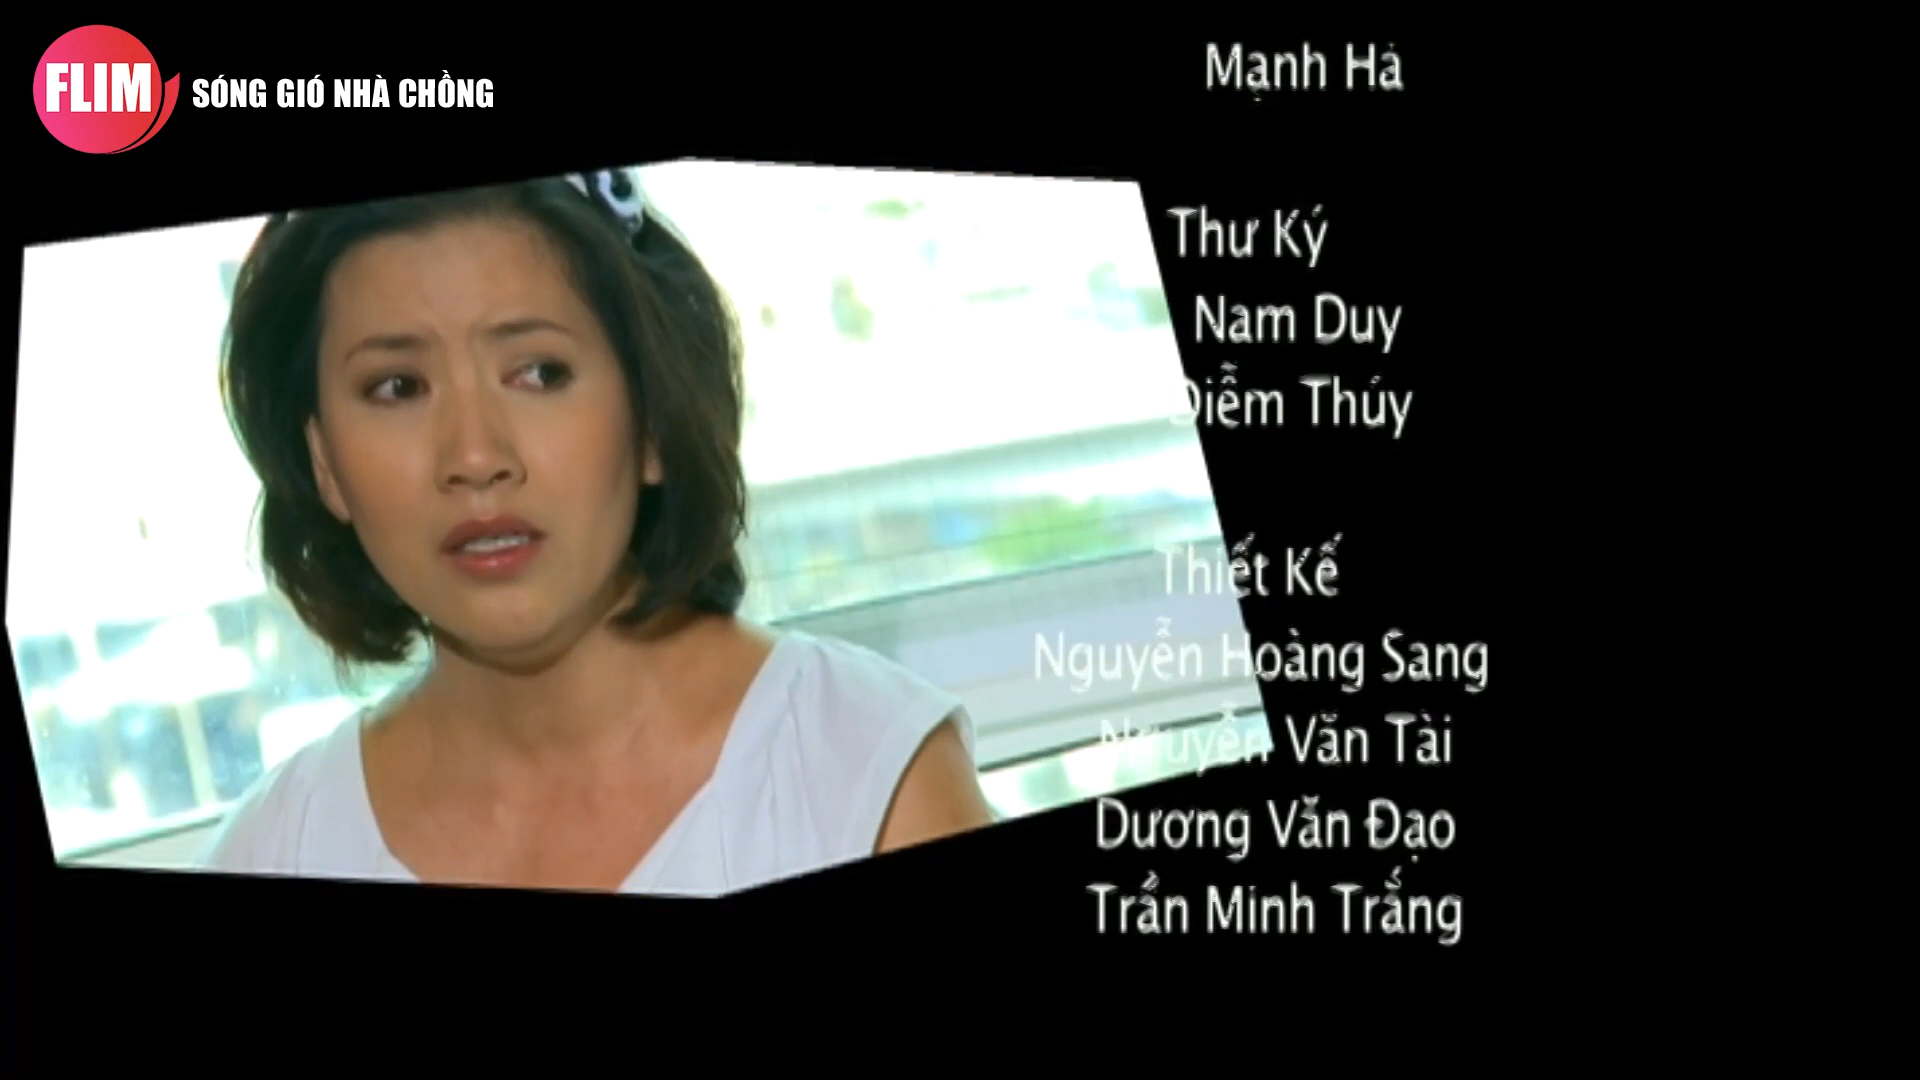 FLIM
SÓNG GIÓ NHÀ CHỒNG
Mạnh Hả
Thư Ký
Nam Duy
Diễm Thúy
Thiết Kế
Nguyễn Hoàng Sang
Nguyễn Văn Tài
Dương Văn Đạo
Trần Minh Trắng